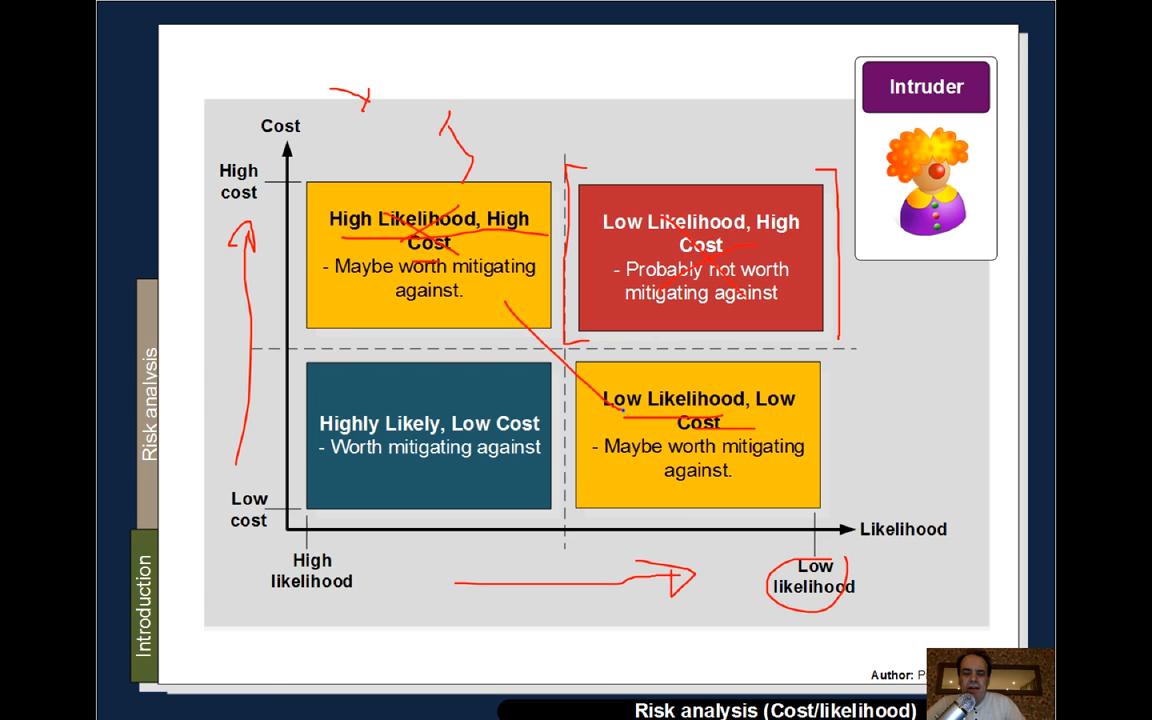 Intruder
Cost
High
cost
High Likelihood, High
Cost
- Maybe worth mitigating
against.
Low Likelihood, High
Cost
- Probably not worth
mitigating against
Highly Likely, Low Cost
- Worth mitigating against
Low Likelihood, Low
Cost
- Maybe worth mitigating
against.
Low
cost
Likelihood
High
likelihood
Low
likelihood
Risk analysis
Introduction
Author:
Risk analysis (Cost/likelihood)